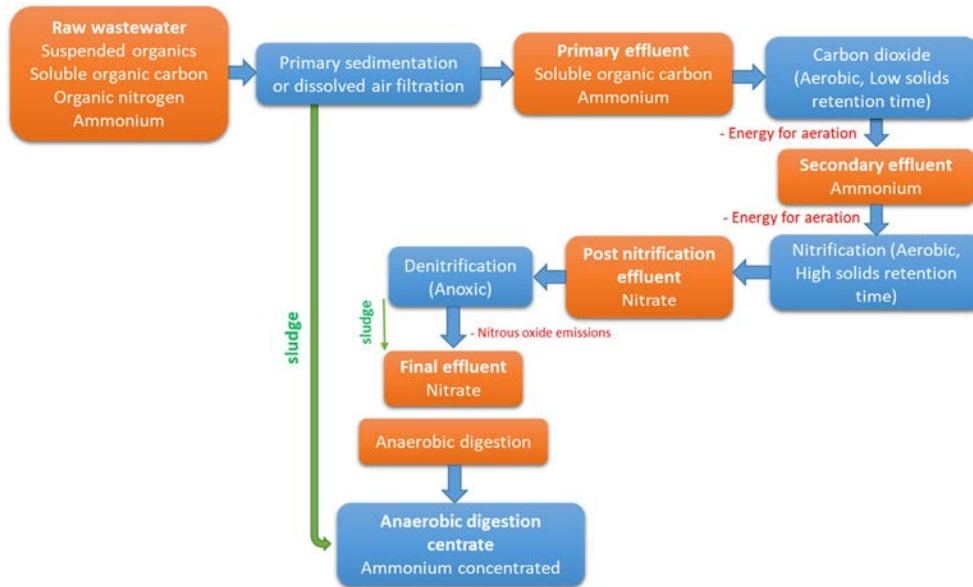 Raw wastewater
Suspended organics
Soluble organic carbon
Organic nitrogen
Ammonium
Primary sedimentation
or dissolved air filtration
Primary effluent
Soluble organic carbon
Ammonium
Carbon dioxide
(Aerobic, Low solids
retention time)
- Energy for aeration
Secondary effluent
Ammonium
- Energy for aeration
Nitrification (Aerobic,
High solids retention
time)
Post nitrification
effluent
Nitrate
Denitrification
(Anoxic)
sludge
- Nitrous oxide emissions
sludge
Final effluent
Nitrate
Anaerobic digestion
Anaerobic digestion
centrate
Ammonium concentrated